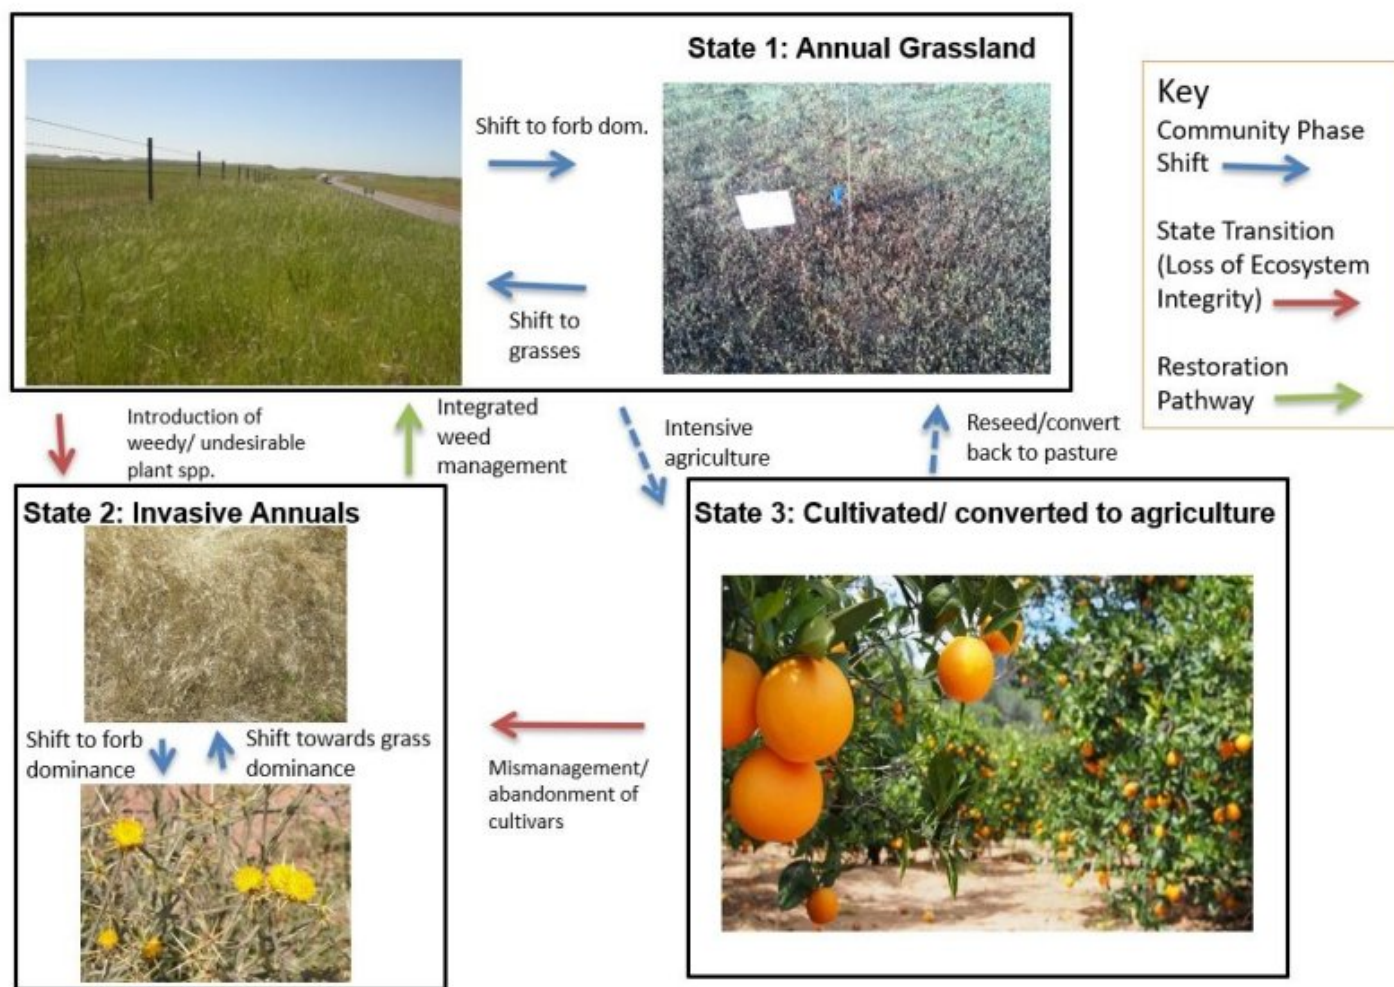 State 1: Annual Grassland
Shift to forb dom.
Shift to
grasses
Key
Community Phase
Shift
State Transition
(Loss of Ecosystem
Integrity)
Restoration
Pathway
Introduction of
weedy/ undesirable
plant spp.
Integrated
weed
management
Intensive
agriculture
Reseed/convert
back to pasture
State 2: Invasive Annuals
Shift to forb
dominance
Shift towards grass
dominance
Mismanagement/
abandonment of
cultivars
State 3: Cultivated/ converted to agriculture